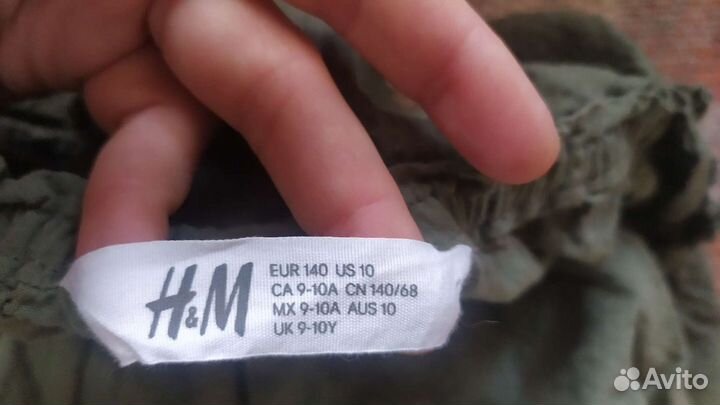 H&M
EUR 140 US 10
CA 9-10A CN 140/68
MX 9-10A AUS 10
UK 9-10Y
Avito